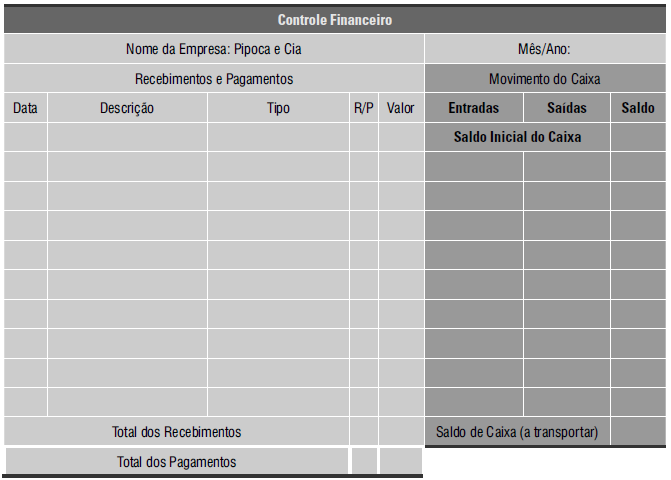 Controle Financeiro
Nome da Empresa: Pipoca e Cia Mês/Ano:
Recebimentos e Pagamentos Movimento do Caixa
Data Descrição Tipo R/P Valor Entradas Saídas Saldo
Saldo Inicial do Caixa
Total dos Recebimentos Saldo de Caixa (a transportar)
Total dos Pagamentos